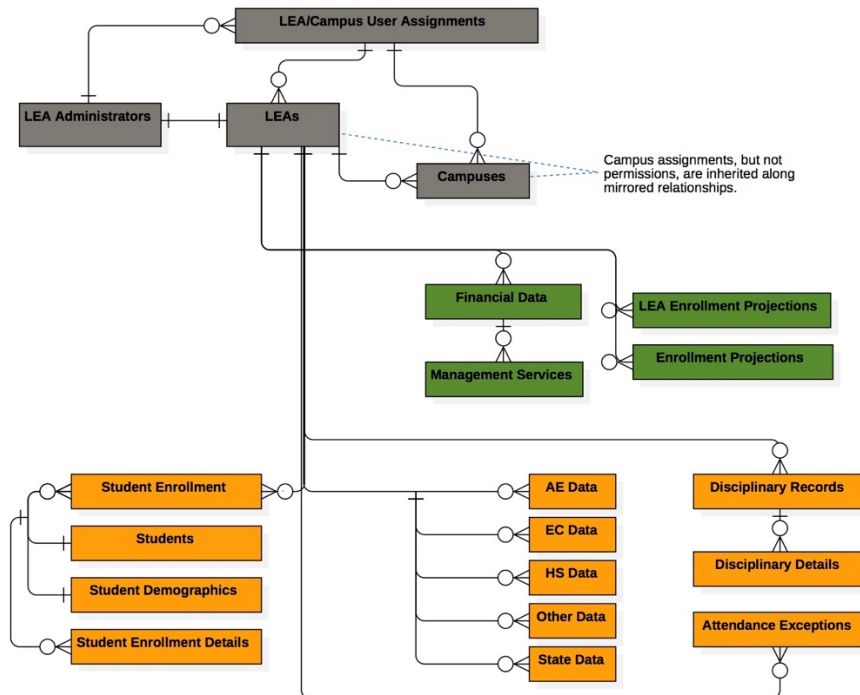 LEA/Campus User Assignments
LEA Administrators
LEAs
Campuses
Campus assignments, but not
permissions, are inherited along
mirrored relationships.
Financial Data
LEA Enrollment Projections
Management Services
Enrollment Projections
Student Enrollment
AE Data
Disciplinary Records
Students
EC Data
Disciplinary Details
Student Demographics
HS Data
Other Data
Attendance Exceptions
Student Enrollment Details
State Data